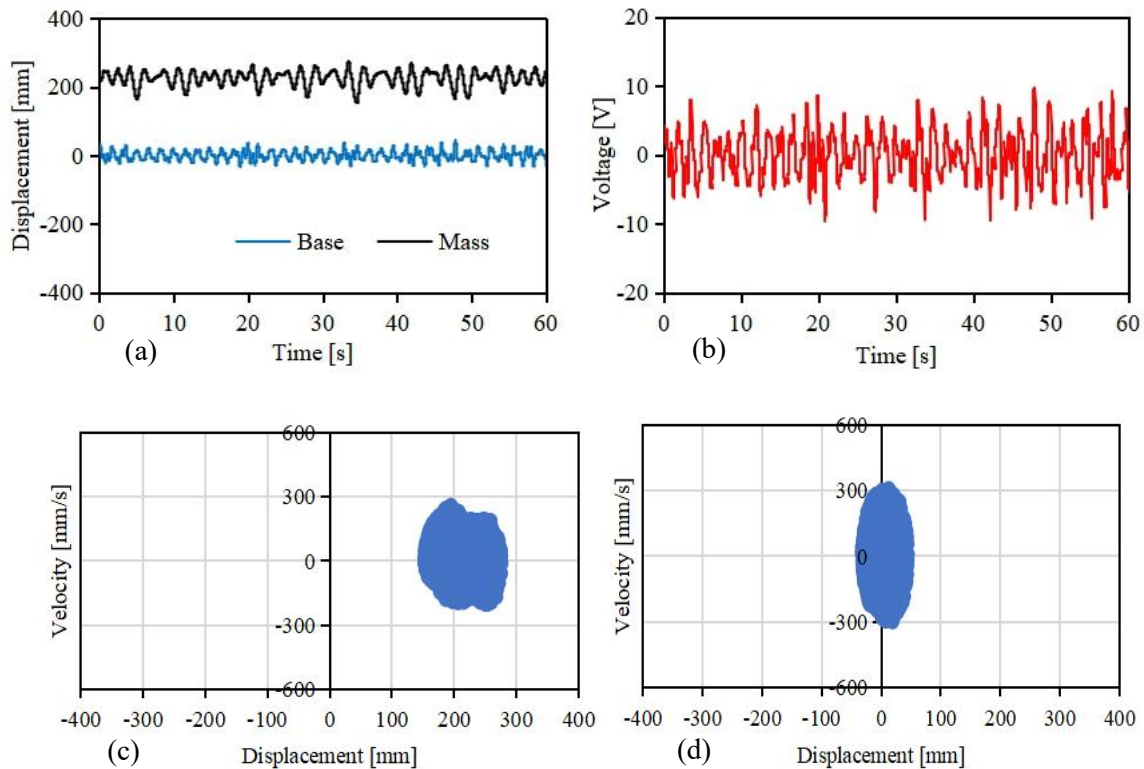 400
200
0
-200
-400
Displacement [mm]
Base
Mass
0 10 20 30 40 50 60
(a)
Time [s]
20
10
0
-10
-20
Voltage [V]
0 10 20 30 40 50 60
(b)
Time [s]
600
300
0
-300
-600
Velocity [mm/s]
-400 -300 -200 -100 0 100 200 300 400
(c)
Displacement [mm]
600
300
0
-300
-600
Velocity [mm/s]
-400 -300 -200 -100 0 100 200 300 400
(d)
Displacement [mm]